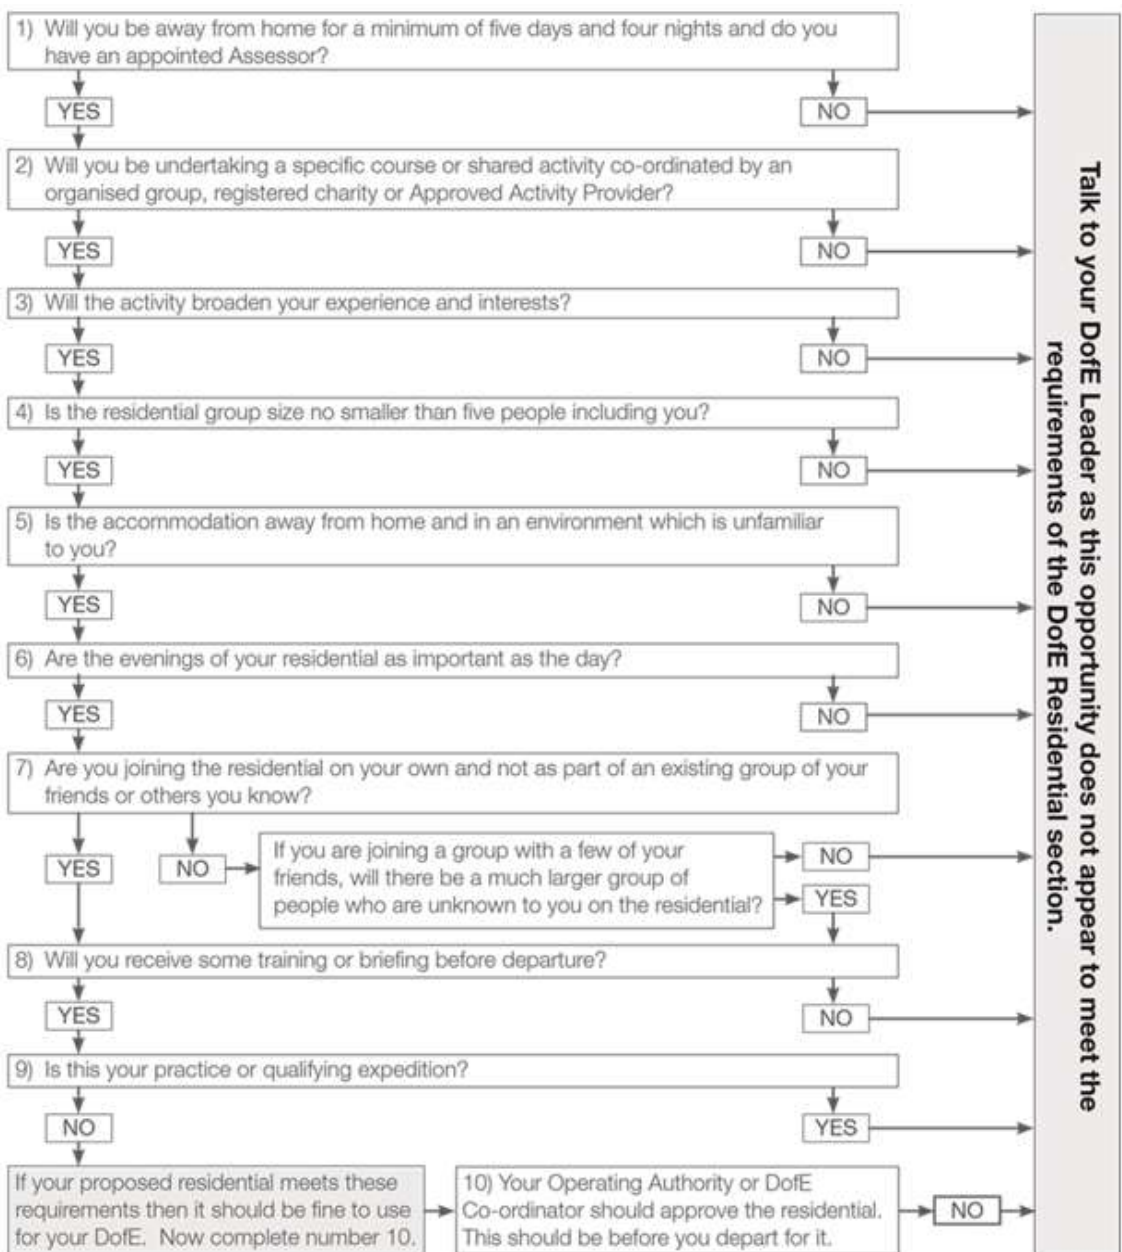 1) Will you be away from home for a minimum of five days and four nights and do you
have an appointed Assessor?
YES
NO
2) Will you be undertaking a specific course or shared activity co-ordinated by an
organised group, registered charity or Approved Activity Provider?
YES
NO
3) Will the activity broaden your experience and interests?
YES
NO
4) Is the residential group size no smaller than five people including you?
YES
NO
5) Is the accommodation away from home and in an environment which is unfamiliar
to you?
YES
NO
6) Are the evenings of your residential as important as the day?
YES
NO
7) Are you joining the residential on your own and not as part of an existing group of your
friends or others you know?
YES
NO
If you are joining a group with a few of your
friends, will there be a much larger group of
people who are unknown to you on the residential?
NO
YES
8) Will you receive some training or briefing before departure?
YES
NO
9) Is this your practice or qualifying expedition?
NO
YES
If your proposed residential meets these
requirements then it should be fine to use
for your DofE. Now complete number 10.
10) Your Operating Authority or DofE
Co-ordinator should approve the residential.
This should be before you depart for it.
NO
Talk to your DofE Leader as this opportunity does not appear to meet the
requirements of the DofE Residential section.